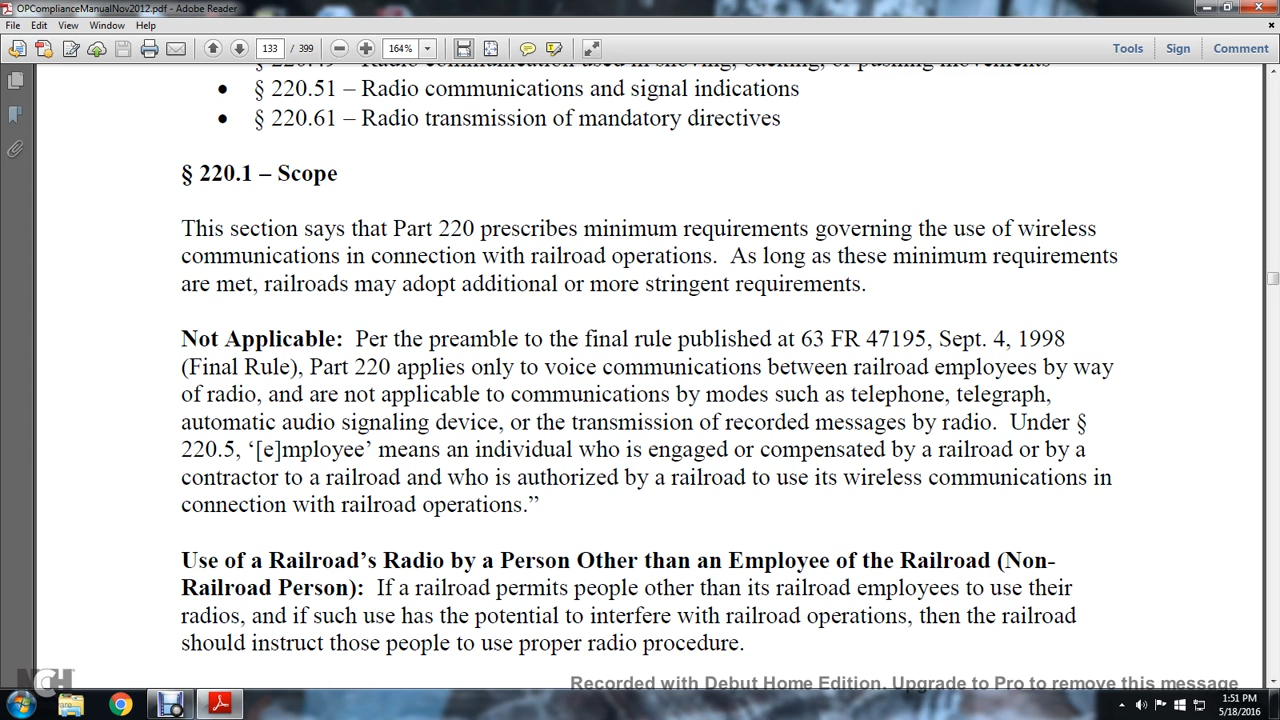 OPComplianceManualNov2012.pdf - Adobe Reader
File Edit View Window Help
133 / 399 164% Tools Sign Comment
Radio communication used in shoving, backing, or pushing movements
• § 220.51 – Radio communications and signal indications
• § 220.61 – Radio transmission of mandatory directives
§ 220.1 – Scope
This section says that Part 220 prescribes minimum requirements governing the use of wireless
communications in connection with railroad operations. As long as these minimum requirements
are met, railroads may adopt additional or more stringent requirements.
Not Applicable: Per the preamble to the final rule published at 63 FR 47195, Sept. 4, 1998
(Final Rule), Part 220 applies only to voice communications between railroad employees by way
of radio, and are not applicable to communications by modes such as telephone, telegraph,
automatic audio signaling device, or the transmission of recorded messages by radio. Under §
220.5, ‘[e]mployee’ means an individual who is engaged or compensated by a railroad or by a
contractor to a railroad and who is authorized by a railroad to use its wireless communications in
connection with railroad operations.”
Use of a Railroad’s Radio by a Person Other than an Employee of the Railroad (Non-
Railroad Person): If a railroad permits people other than its railroad employees to use their
radios, and if such use has the potential to interfere with railroad operations, then the railroad
should instruct those people to use proper radio procedure.
NCH
Recorded with Debut Home Edition. Upgrade to Pro to remove this message
1:51 PM
5/18/2016